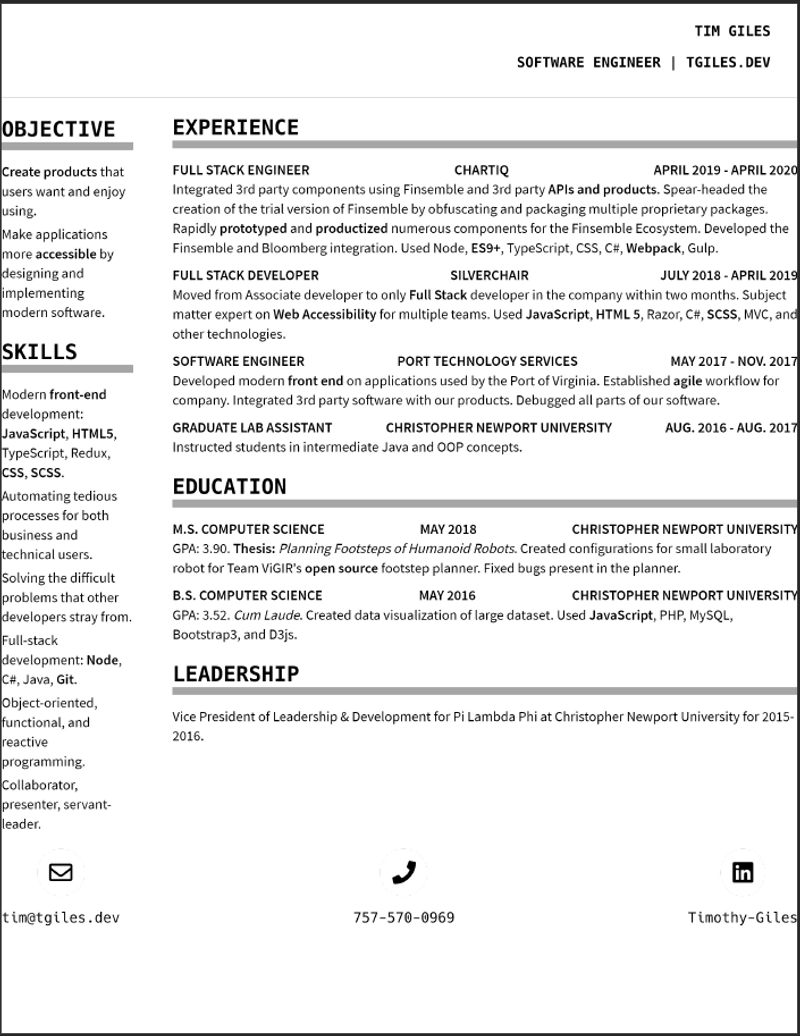 TIM GILES
SOFTWARE ENGINEER | TGILES.DEV
OBJECTIVE
Create products that
users want and enjoy
using.
Make applications
more accessible by
designing and
implementing
modern software.
SKILLS
Modern front-end
development:
JavaScript, HTML5,
TypeScript, Redux,
CSS, SCSS.
Automating tedious
processes for both
business and
technical users.
Solving the difficult
problems that other
developers stray from.
Full-stack
development: Node,
C#, Java, Git.
Object-oriented,
functional, and
reactive
programming.
Collaborator,
presenter, servant-
leader.
EXPERIENCE
FULL STACK ENGINEER CHARTIQ APRIL 2019 - APRIL 2020
Integrated 3rd party components using Finsemble and 3rd party APIs and products. Spear-headed the
creation of the trial version of Finsemble by obfuscating and packaging multiple proprietary packages.
Rapidly prototyped and productized numerous components for the Finsemble Ecosystem. Developed the
Finsemble and Bloomberg integration. Used Node, ES9+, TypeScript, CSS, C#, Webpack, Gulp.
FULL STACK DEVELOPER SILVERCHAIR JULY 2018 - APRIL 2019
Moved from Associate developer to only Full Stack developer in the company within two months. Subject
matter expert on Web Accessibility for multiple teams. Used JavaScript, HTML 5, Razor, C#, SCSS, MVC, and
other technologies.
SOFTWARE ENGINEER PORT TECHNOLOGY SERVICES MAY 2017 - NOV. 2017
Developed modern front end on applications used by the Port of Virginia. Established agile workflow for
company. Integrated 3rd party software with our products. Debugged all parts of our software.
GRADUATE LAB ASSISTANT CHRISTOPHER NEWPORT UNIVERSITY AUG. 2016 - AUG. 2017
Instructed students in intermediate Java and OOP concepts.
EDUCATION
M.S. COMPUTER SCIENCE MAY 2018 CHRISTOPHER NEWPORT UNIVERSITY
GPA: 3.90. Thesis: Planning Footsteps of Humanoid Robots. Created configurations for small laboratory
robot for Team ViGIR's open source footstep planner. Fixed bugs present in the planner.
B.S. COMPUTER SCIENCE MAY 2016 CHRISTOPHER NEWPORT UNIVERSITY
GPA: 3.52. Cum Laude. Created data visualization of large dataset. Used JavaScript, PHP, MySQL,
Bootstrap3, and D3js.
LEADERSHIP
Vice President of Leadership & Development for Pi Lambda Phi at Christopher Newport University for 2015-
2016.
tim@tgiles.dev 757-570-0969 Timothy-Giles